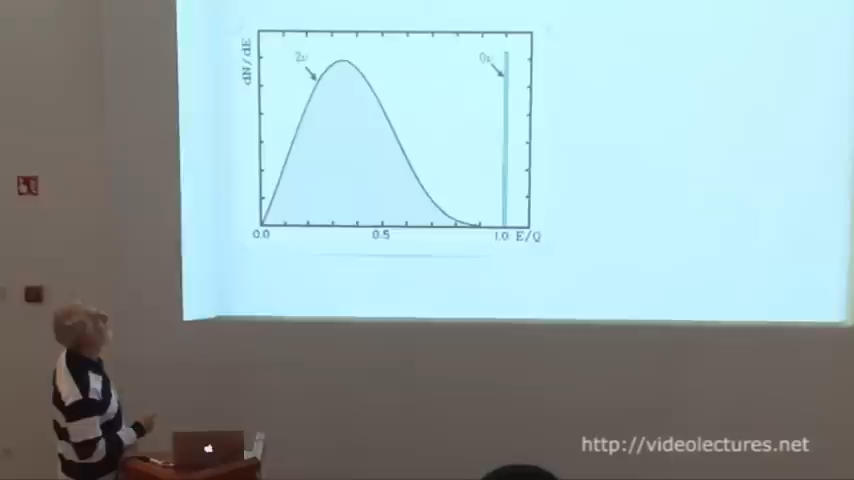 dN/dE
2ν
0ν
0.0
0.5
1.0 E/Q
http://videolectures.net